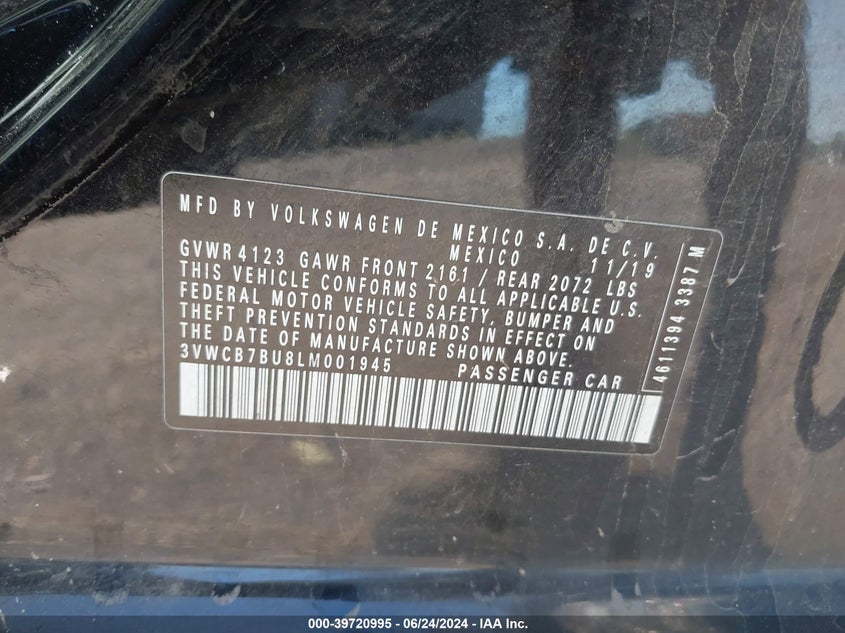 MFD BY VOLKSWAGEN DE MEXICO S.A. DE C.V.
MEXICO 11/19
GVWR 4123 GAWR FRONT 2161 / REAR 2072 LBS
THIS VEHICLE CONFORMS TO ALL APPLICABLE U.S.
FEDERAL MOTOR VEHICLE SAFETY, BUMPER AND
THEFT PREVENTION STANDARDS IN EFFECT ON
THE DATE OF MANUFACTURE SHOWN ABOVE.
3VWCB7BU8LM001945 PASSENGER CAR
4611394 3387 M
000-39720995 - 06/24/2024 - IAA Inc.